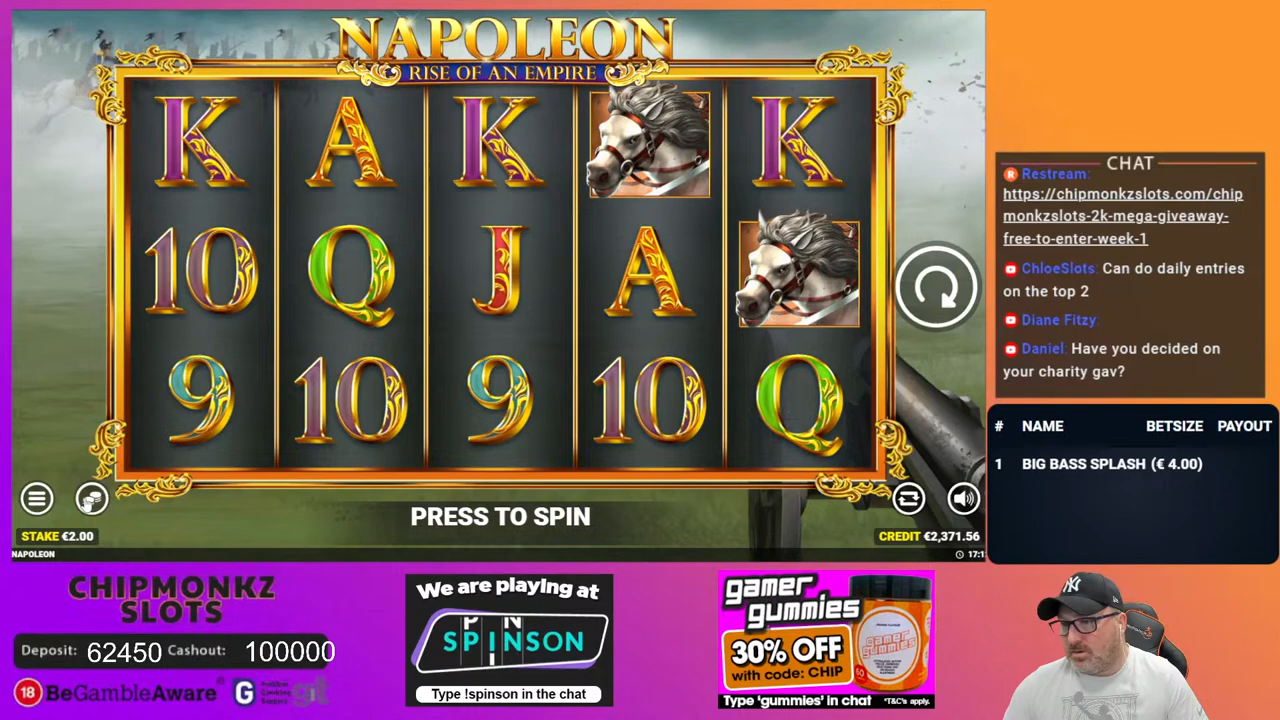 NAPOLEON
RISE OF AN EMPIRE
K A K K
10 Q J A
9 10 9 10 Q
PRESS TO SPIN
STAKE €2.00
CREDIT €2,371.56
NAPOLEON
CHAT
Restream:
https://chipmonkzslots.com/chip
monkzslots-2k-mega-giveaway-
free-to-enter-week-1
ChloeSlots: Can do daily entries
on the top 2
Diane Fitzy:
Daniel: Have you decided on
your charity gav?
# NAME BETSIZE PAYOUT
1 BIG BASS SPLASH (€ 4.00)
CHIPMONKZ
SLOTS
Deposit: 62450 Cashout: 100000
18 BeGambleAware
We are playing at
SPINSON
Type !spinson in the chat
gamer
gummies
30% OFF
with code: CHIP
Type 'gummies' in chat *T&C's apply.